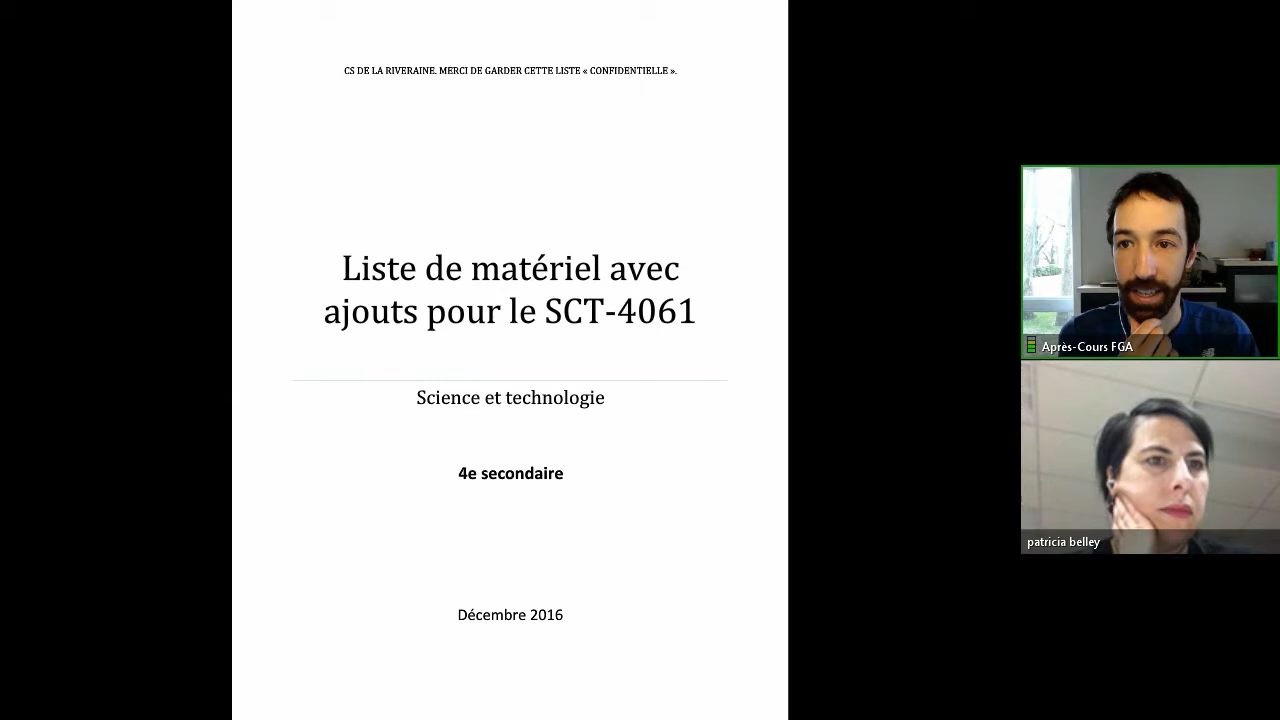 CS DE LA RIVERAINE. MERCI DE GARDER CETTE LISTE « CONFIDENTIELLE ».
Liste de matériel avec
ajouts pour le SCT-4061
Science et technologie
4e secondaire
Décembre 2016
Après-Cours FGA
patricia belley